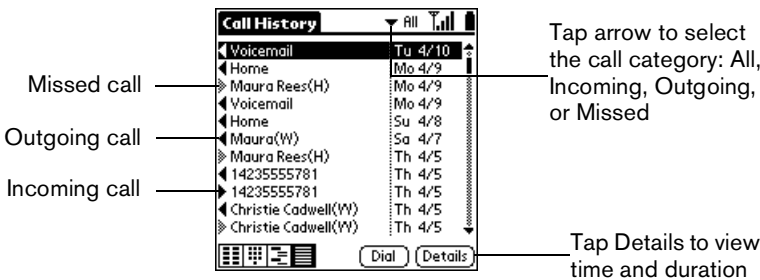 Call History
All
Voicemail Tu 4/10
Home Mo 4/9
Maura Rees(H) Mo 4/9
Voicemail Mo 4/9
Home Su 4/8
Maura(W) Sa 4/7
Maura Rees(H) Th 4/5
14235555781 Th 4/5
14235555781 Th 4/5
Christie Cadwell(W) Th 4/5
Christie Cadwell(W) Th 4/5
Dial
Details
Missed call
Outgoing call
Incoming call
Tap arrow to select
the call category: All,
Incoming, Outgoing,
or Missed
Tap Details to view
time and duration